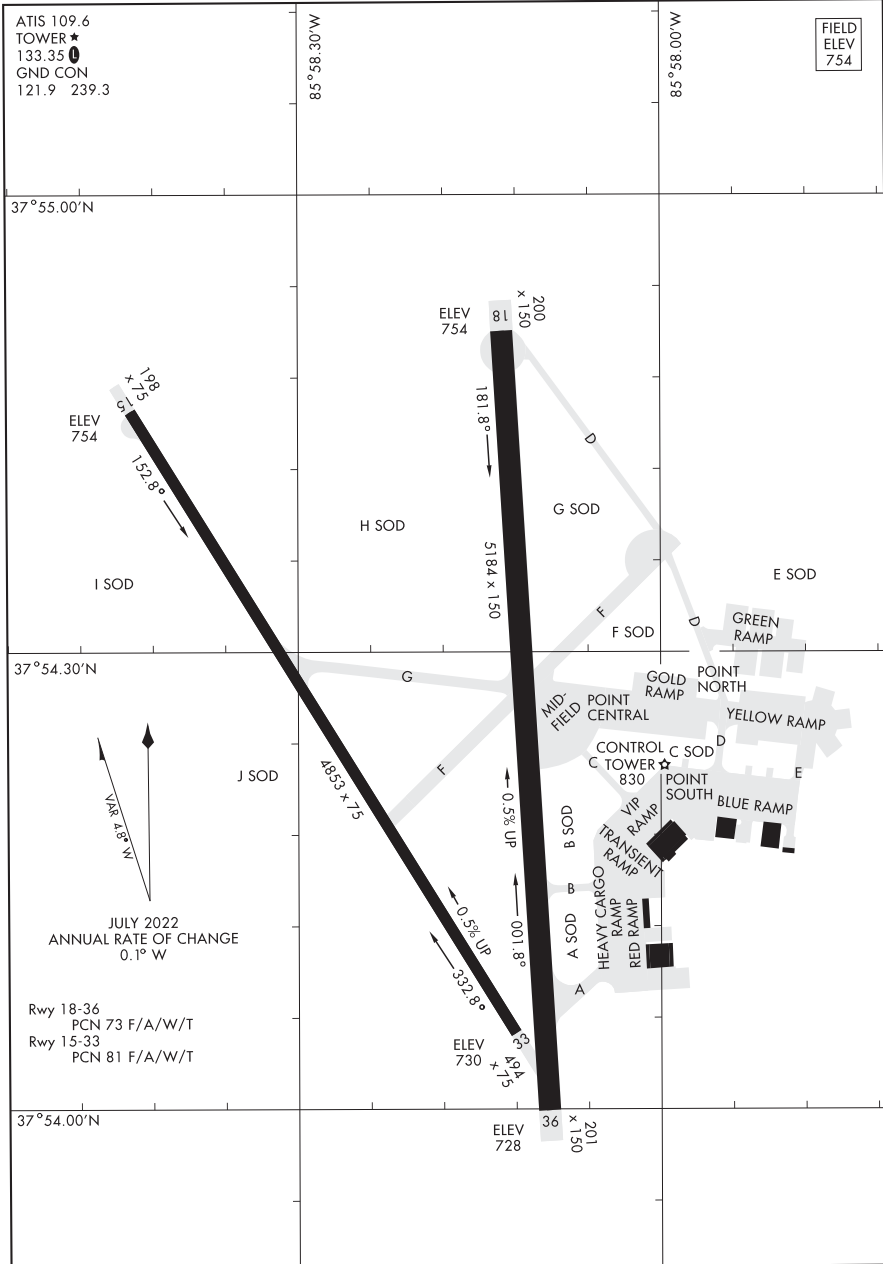 ATIS 109.6
TOWER ★
133.35 L
GND CON
121.9 239.3
85°58.30'W
85°58.00'W
FIELD
ELEV
754
37°55.00'N
ELEV
754
18
200
x 150
198
x 75
15
ELEV
754
152.8°
181.8°
D
G SOD
H SOD
5184 x 150
E SOD
I SOD
F
D
F SOD
GREEN
RAMP
37°54.30'N
G
GOLD
RAMP
POINT
NORTH
MID-
FIELD
POINT
CENTRAL
YELLOW RAMP
D
CONTROL
TOWER ☆
830
C
C SOD
E
J SOD
F
4853 x 75
POINT
SOUTH
BLUE RAMP
VAR 4.8° W
0.5% UP
VIP
RAMP
B SOD
TRANSIENT
RAMP
B
HEAVY CARGO
RAMP
RED RAMP
A SOD
001.8°
0.5% UP
332.8°
JULY 2022
ANNUAL RATE OF CHANGE
0.1° W
A
Rwy 18-36
PCN 73 F/A/W/T
Rwy 15-33
PCN 81 F/A/W/T
33
ELEV
730
494
x 75
37°54.00'N
36
ELEV
728
201
x 150